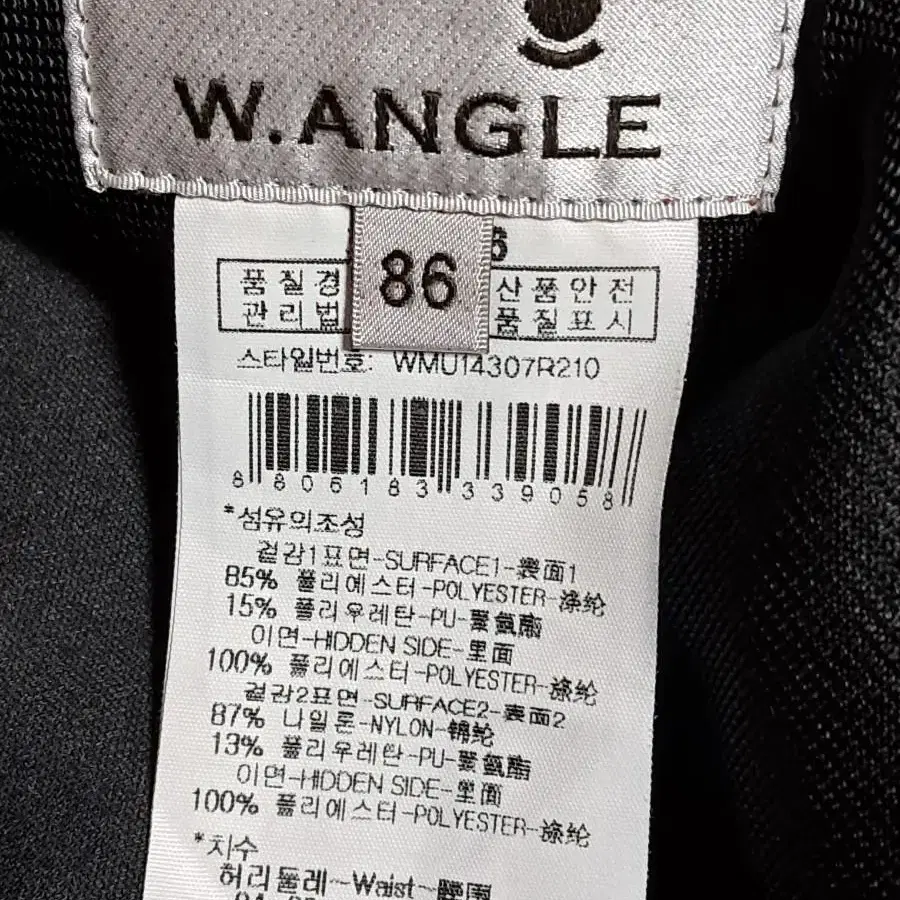 W.ANGLE
86
6
품질경 산품안전
관리법 품질표시
스타일번호: WMU14307R210
8 806183 339058
*섬유의조성
겉감1표면-SURFACE1-裏面1
85% 폴리에스터-POLYESTER-涤纶
15% 폴리우레탄-PU-聚氨酯
이면-HIDDEN SIDE-里面
100% 폴리에스터-POLYESTER-涤纶
겉감2표면-SURFACE2-裏面2
87% 나일론-NYLON-锦纶
13% 폴리우레탄-PU-聚氨酯
이면-HIDDEN SIDE-里面
100% 폴리에스터-POLYESTER-涤纶
*치수
허리둘레-Waist-腰围